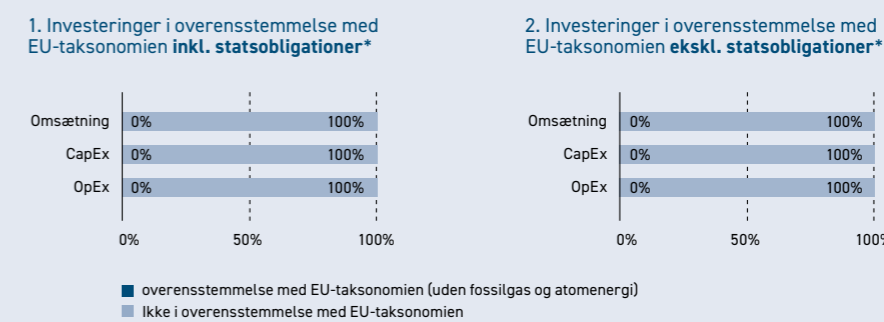 1. Investeringer i overensstemmelse med
EU-taksonomien inkl. statsobligationer*
Omsætning 0% 100%
CapEx 0% 100%
OpEx 0% 100%
0% 50% 100%
2. Investeringer i overensstemmelse med
EU-taksonomien ekskl. statsobligationer*
Omsætning 0% 100%
CapEx 0% 100%
OpEx 0% 100%
0% 50% 100%
overensstemmelse med EU-taksonomien (uden fossilgas og atomenergi)
Ikke i overensstemmelse med EU-taksonomien